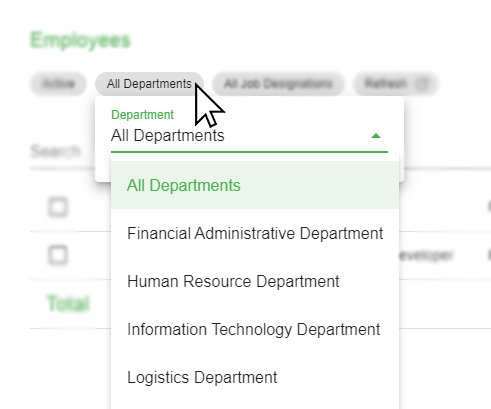 Employees
Active All Departments All Job Designations Refresh
Department
All Departments
Search
All Departments
Financial Administrative Department
Human Resource Department
eveloper
Information Technology Department
Total
Logistics Department